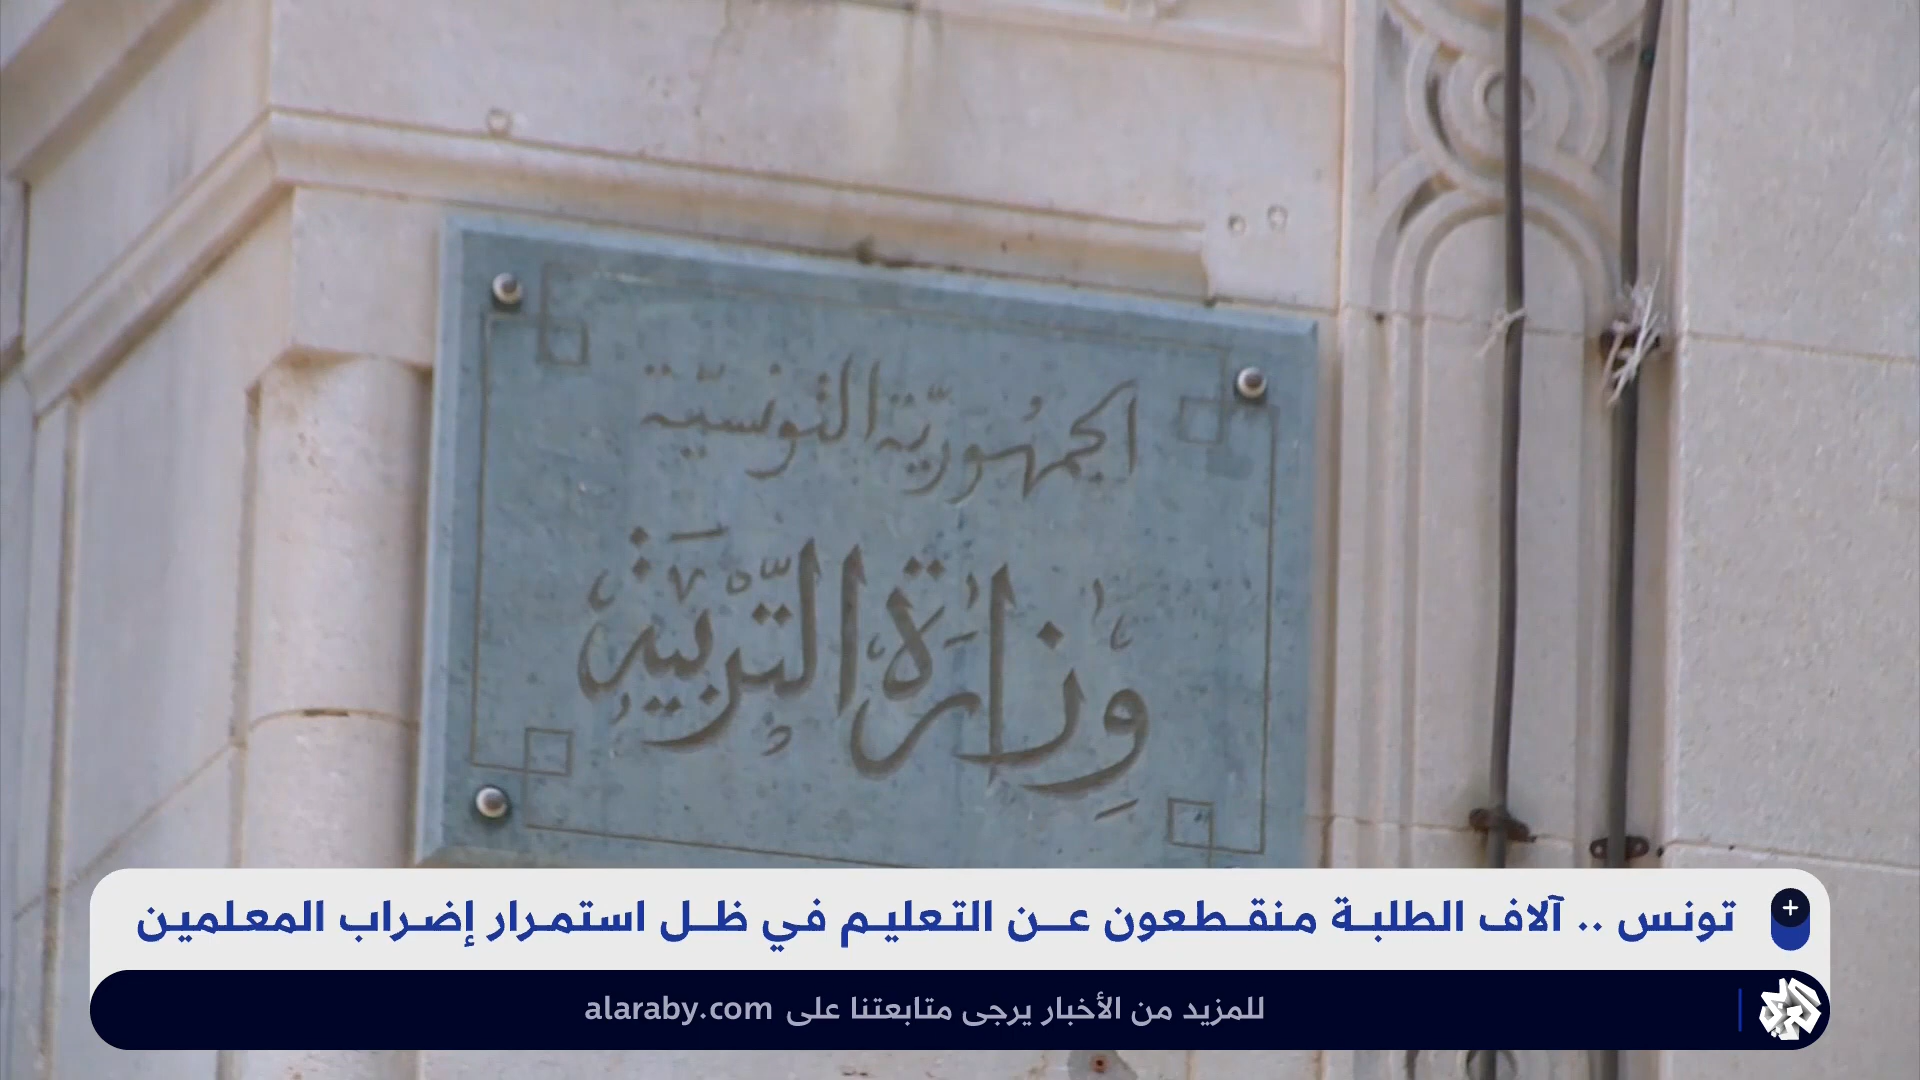 الجمهورية التونسية
وزارة التربية
تونس .. آلاف الطلبة منقطعون عن التعليم في ظل استمرار إضراب المعلمين
للمزيد من الأخبار يرجى متابعتنا على alaraby.com